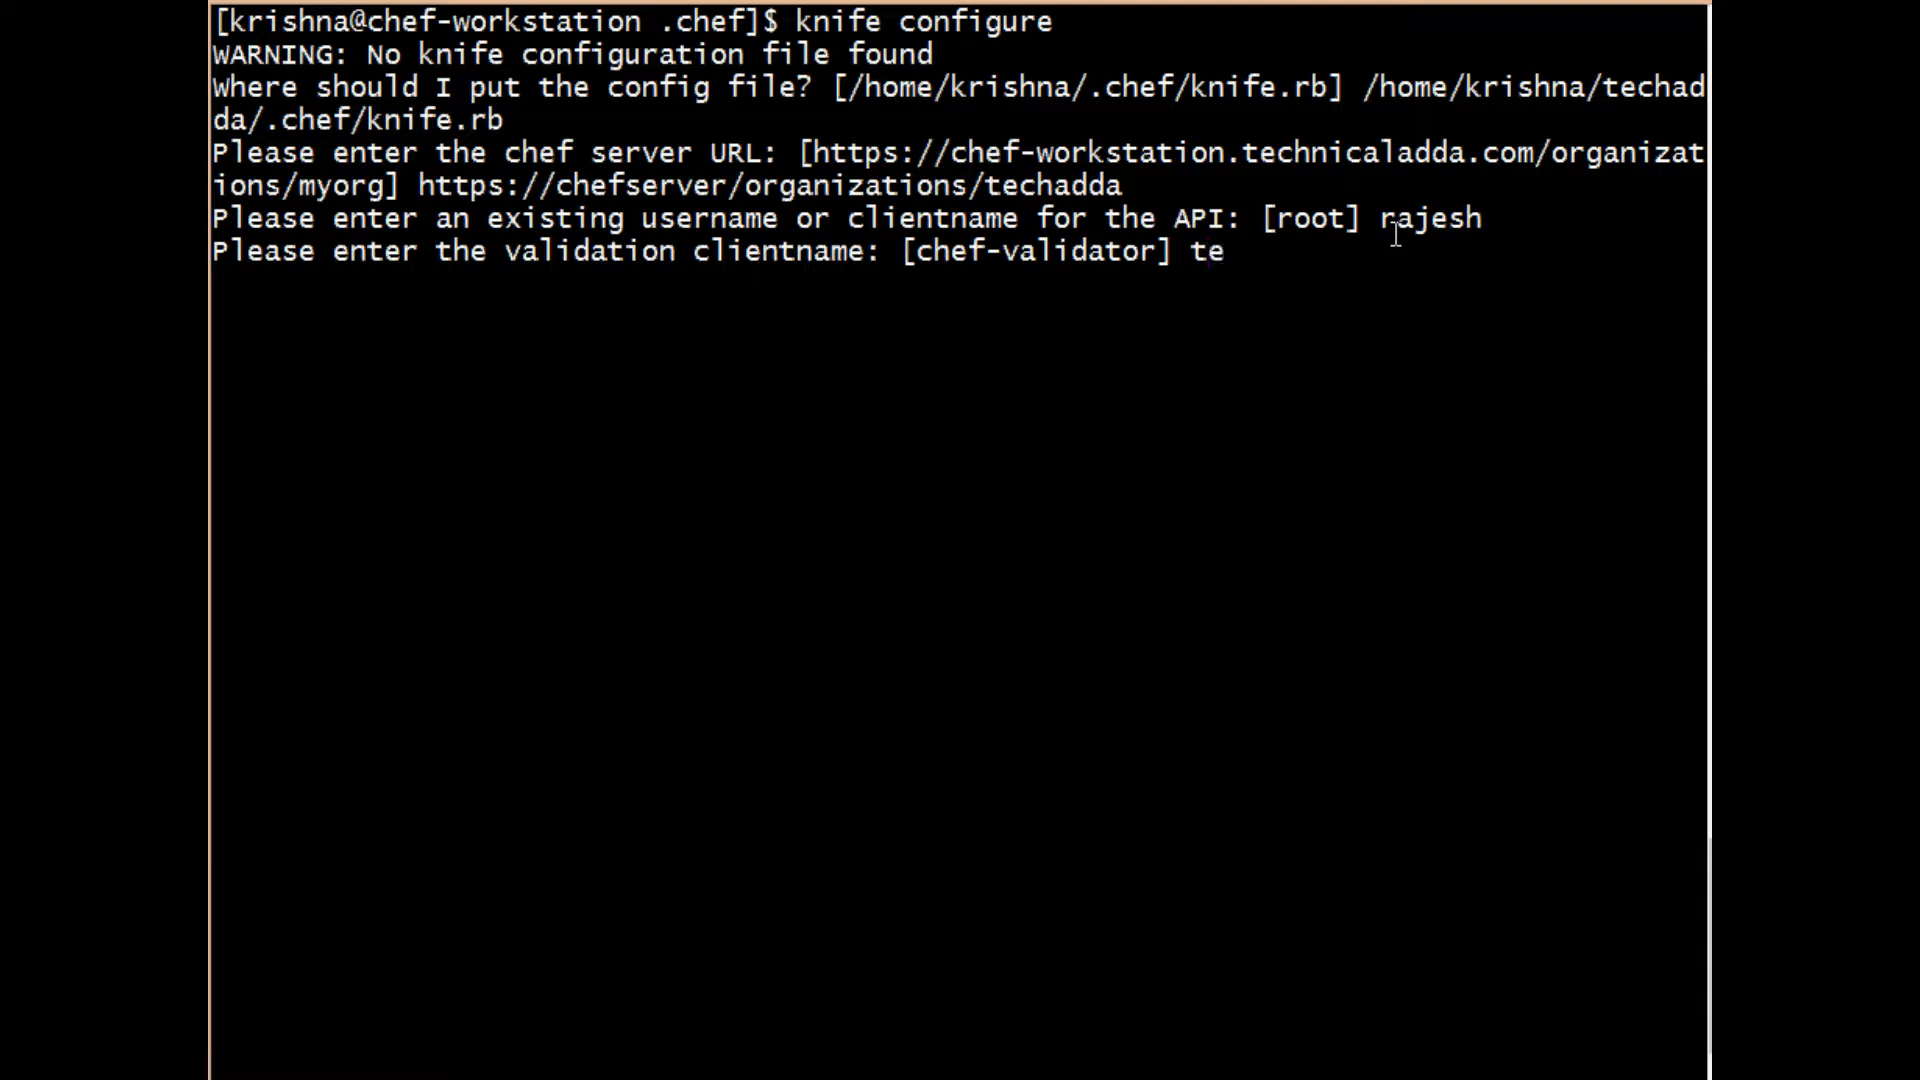 [krishna@chef-workstation .chef]$ knife configure
WARNING: No knife configuration file found
Where should I put the config file? [/home/krishna/.chef/knife.rb] /home/krishna/techad
da/.chef/knife.rb
Please enter the chef server URL: [https://chef-workstation.technicaladda.com/organizat
ions/myorg] https://chefserver/organizations/techadda
Please enter an existing username or clientname for the API: [root] rajesh
Please enter the validation clientname: [chef-validator] te